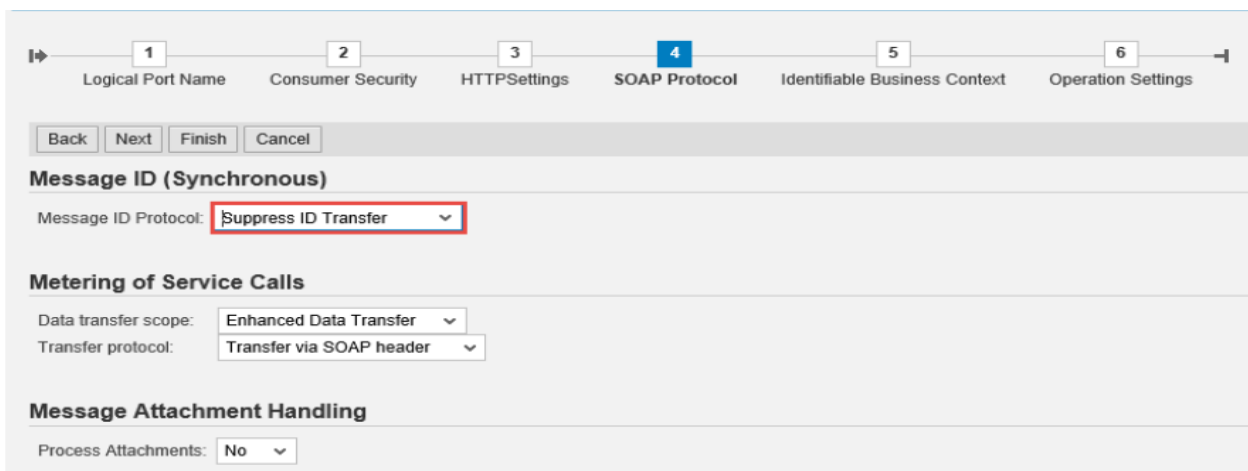 1 2 3 4 5 6
Logical Port Name Consumer Security HTTPSettings SOAP Protocol Identifiable Business Context Operation Settings
Back Next Finish Cancel
Message ID (Synchronous)
Message ID Protocol: Suppress ID Transfer
Metering of Service Calls
Data transfer scope: Enhanced Data Transfer
Transfer protocol: Transfer via SOAP header
Message Attachment Handling
Process Attachments: No